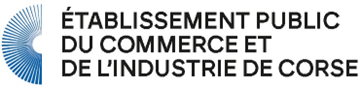 ÉTABLISSEMENT PUBLIC
DU COMMERCE ET
DE L'INDUSTRIE DE CORSE